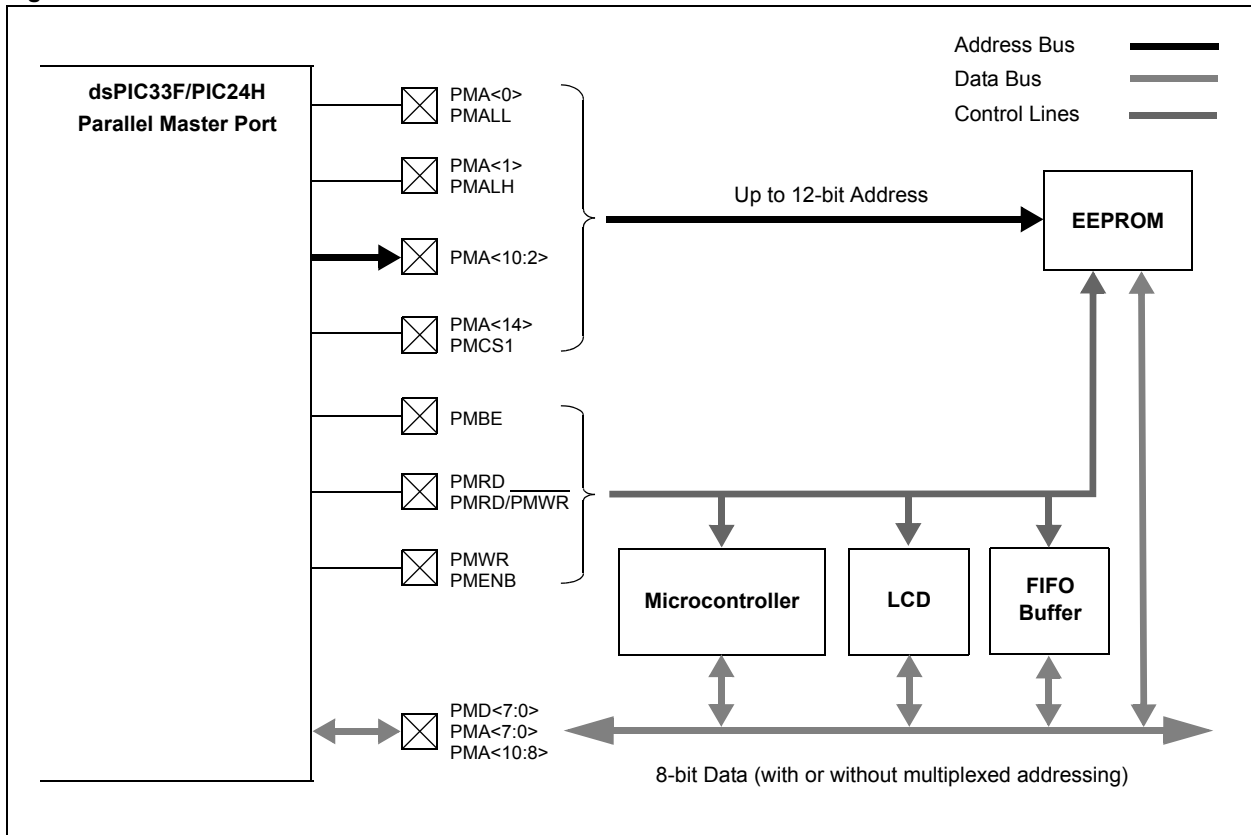 dsPIC33F/PIC24H
Parallel Master Port
PMA<0>
PMALL
PMA<1>
PMALH
PMA<10:2>
PMA<14>
PMCS1
PMBE
PMRD
PMRD/PMWR
PMWR
PMENB
PMD<7:0>
PMA<7:0>
PMA<10:8>
Address Bus
Data Bus
Control Lines
Up to 12-bit Address
EEPROM
Microcontroller
LCD
FIFO
Buffer
8-bit Data (with or without multiplexed addressing)